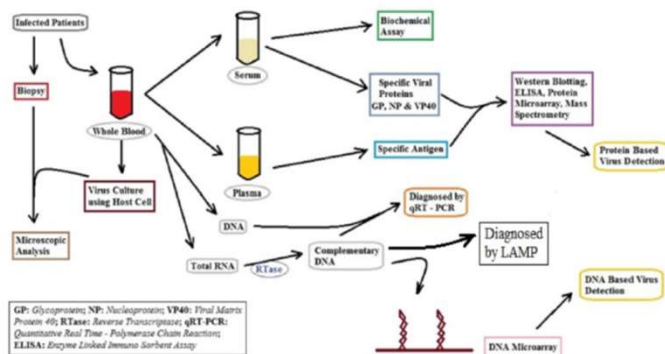 Infected Patients
Biopsy
Whole Blood
Virus Culture
using Host Cell
Microscopic
Analysis
Serum
Plasma
Biochemical
Assay
Specific Viral
Proteins
GP, NP & VP40
Specific Antigen
Western Blotting,
ELISA, Protein
Microarray, Mass
Spectrometry
Protein Based
Virus Detection
DNA
Total RNA
RTase
Complementary
DNA
Diagnosed by
qRT - PCR
Diagnosed
by LAMP
DNA Microarray
DNA Based Virus
Detection
GP: Glycoprotein; NP: Nucleoprotein; VP40: Viral Matrix
Protein 40; RTase: Reverse Transcriptase; qRT-PCR:
Quantitative Real Time - Polymerase Chain Reaction;
ELISA: Enzyme Linked Immuno Sorbent Assay